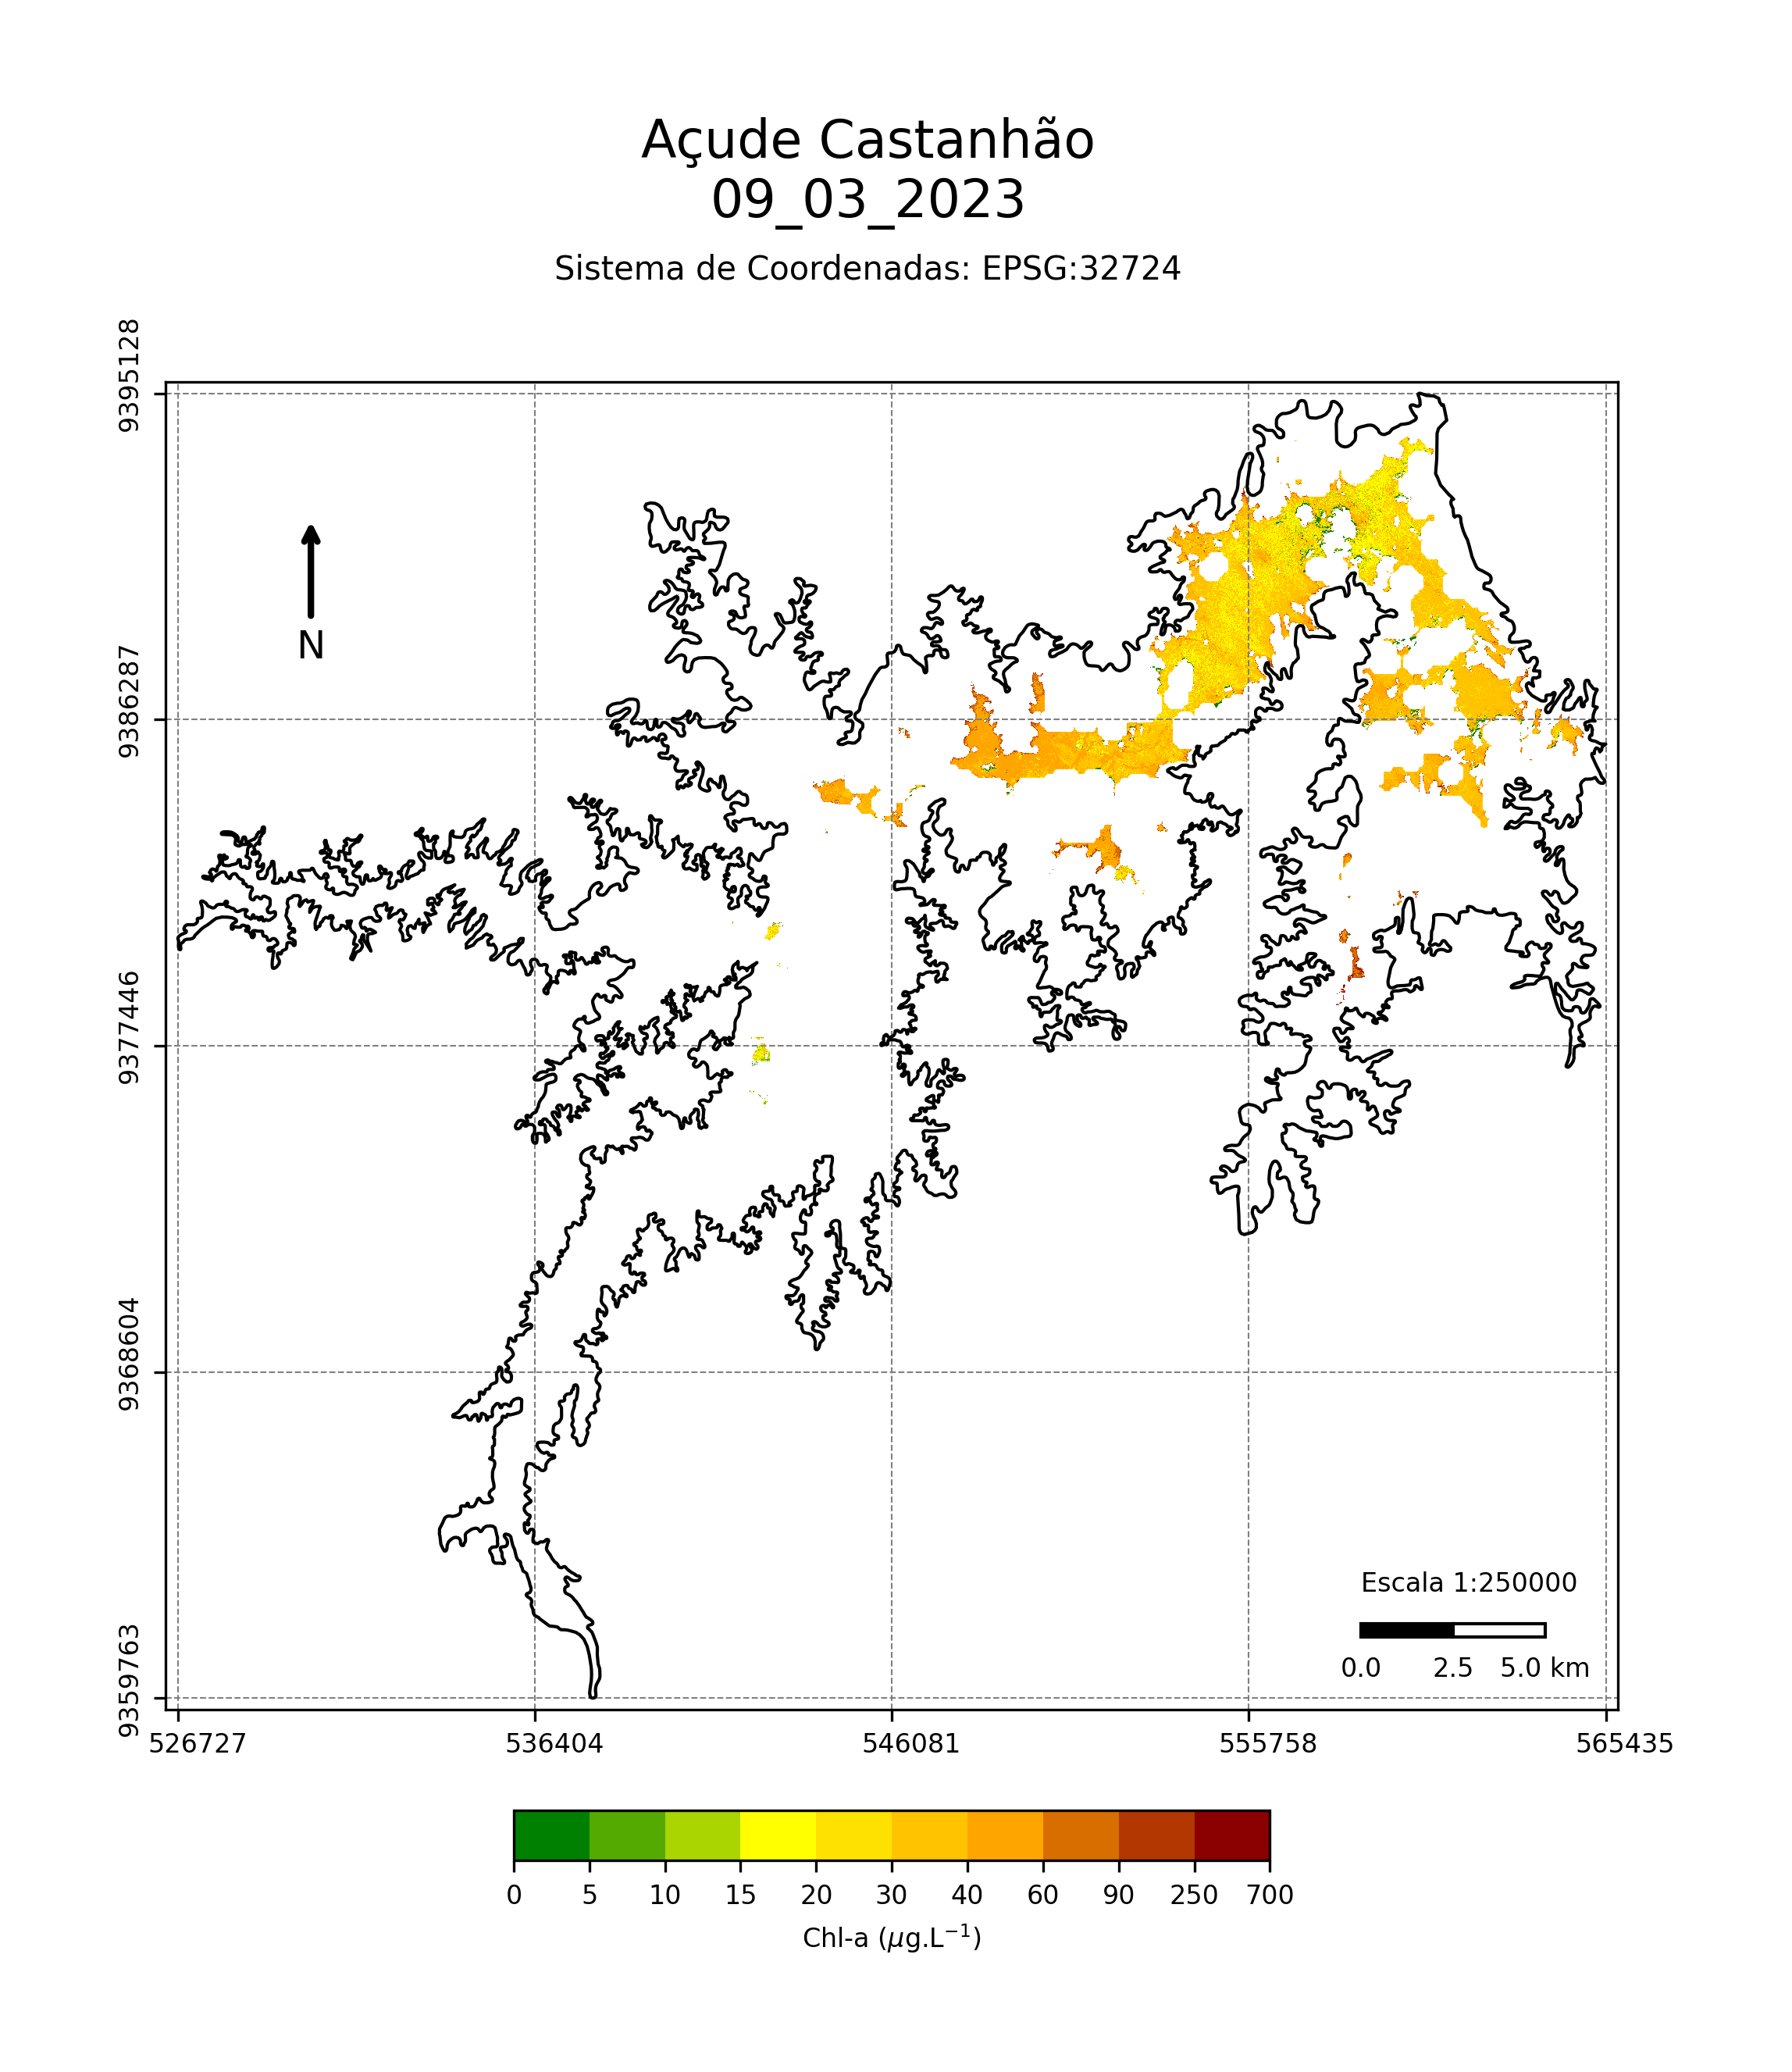 Açude Castanhão
09_03_2023
Sistema de Coordenadas: EPSG:32724
9395128
9386287
9377446
9368604
9359763
N
Escala 1:250000
0.0 2.5 5.0 km
526727 536404 546081 555758 565435
0 5 10 15 20 30 40 60 90 250 700
Chl-a (μg.L⁻¹)